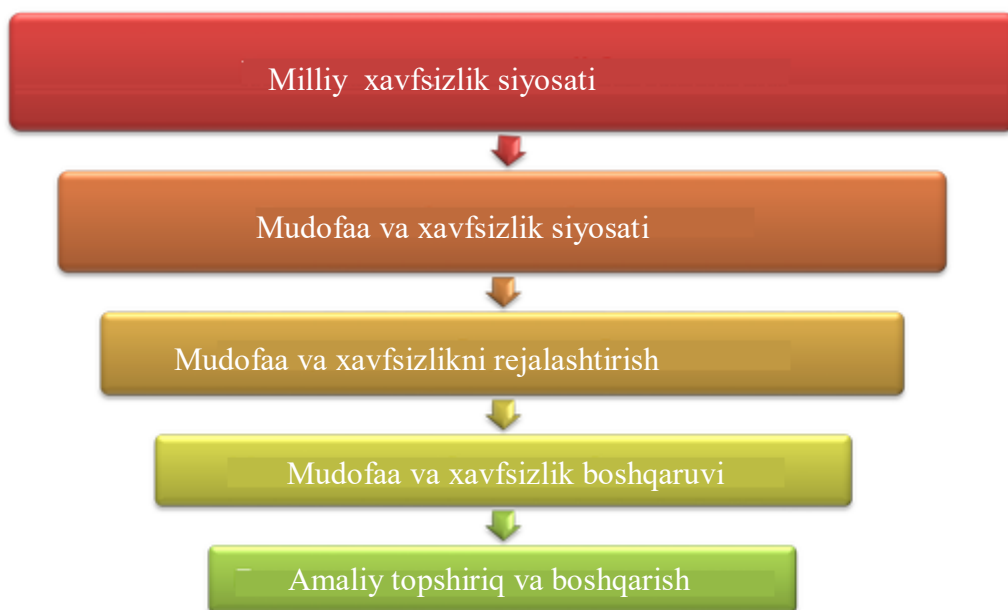 Milliy xavfsizlik siyosati
Mudofaa va xavfsizlik siyosati
Mudofaa va xavfsizlikni rejalashtirish
Mudofaa va xavfsizlik boshqaruvi
Amaliy topshiriq va boshqarish